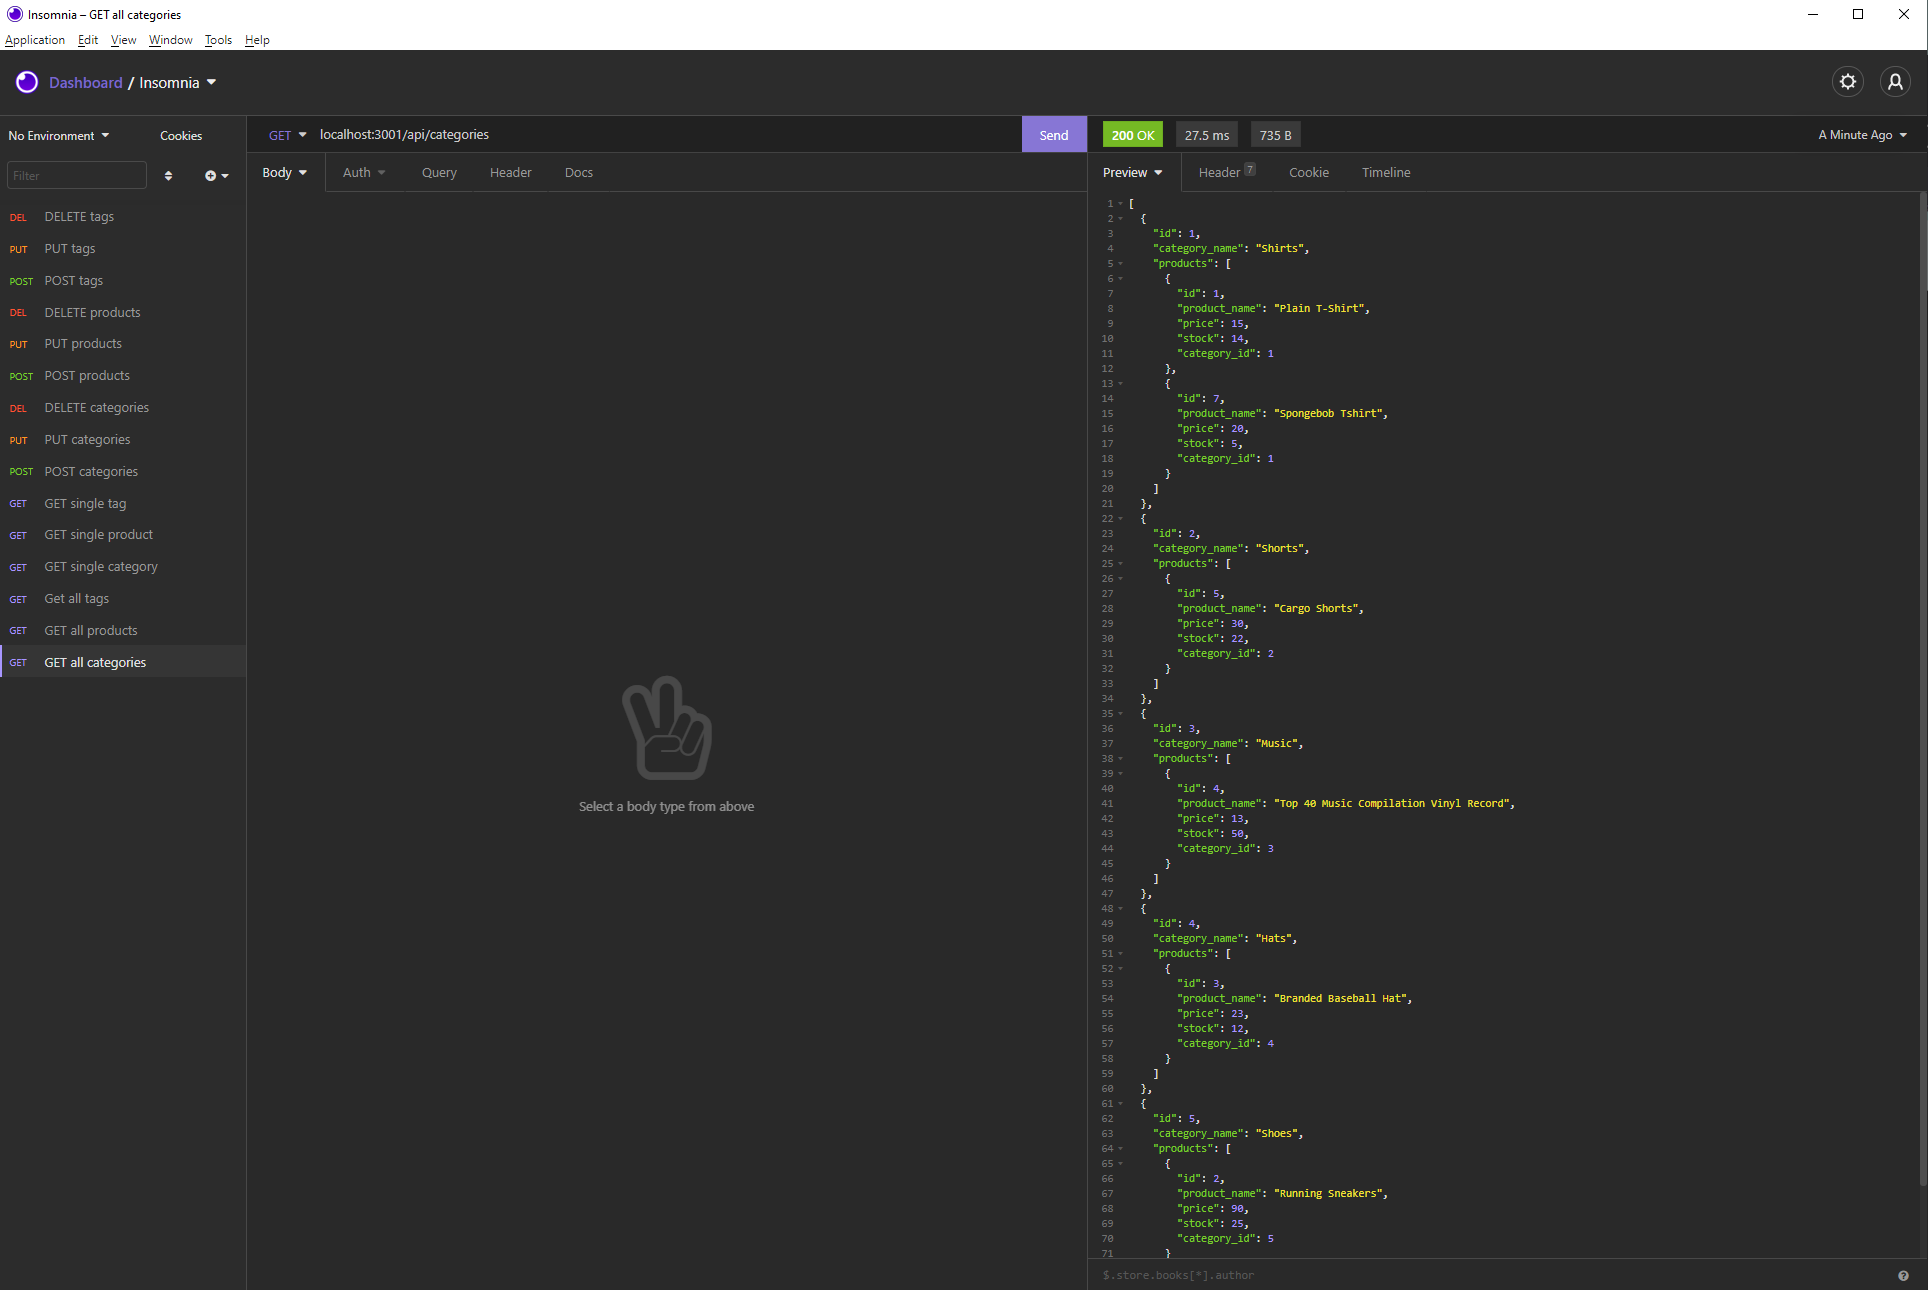 Insomnia – GET all categories
Application Edit View Window Tools Help
Dashboard / Insomnia
No Environment Cookies
Filter
DEL DELETE tags
PUT PUT tags
POST POST tags
DEL DELETE products
PUT PUT products
POST POST products
DEL DELETE categories
PUT PUT categories
POST POST categories
GET GET single tag
GET GET single product
GET GET single category
GET Get all tags
GET GET all products
GET GET all categories
GET localhost:3001/api/categories Send
Body Auth Query Header Docs
Select a body type from above
200 OK 27.5 ms 735 B A Minute Ago
Preview Header 7 Cookie Timeline
1 [
2 {
3 "id": 1,
4 "category_name": "Shirts",
5 "products": [
6 {
7 "id": 1,
8 "product_name": "Plain T-Shirt",
9 "price": 15,
10 "stock": 14,
11 "category_id": 1
12 },
13 {
14 "id": 7,
15 "product_name": "Spongebob Tshirt",
16 "price": 20,
17 "stock": 5,
18 "category_id": 1
19 }
20 ]
21 },
22 {
23 "id": 2,
24 "category_name": "Shorts",
25 "products": [
26 {
27 "id": 5,
28 "product_name": "Cargo Shorts",
29 "price": 30,
30 "stock": 22,
31 "category_id": 2
32 }
33 ]
34 },
35 {
36 "id": 3,
37 "category_name": "Music",
38 "products": [
39 {
40 "id": 4,
41 "product_name": "Top 40 Music Compilation Vinyl Record",
42 "price": 13,
43 "stock": 50,
44 "category_id": 3
45 }
46 ]
47 },
48 {
49 "id": 4,
50 "category_name": "Hats",
51 "products": [
52 {
53 "id": 3,
54 "product_name": "Branded Baseball Hat",
55 "price": 23,
56 "stock": 12,
57 "category_id": 4
58 }
59 ]
60 },
61 {
62 "id": 5,
63 "category_name": "Shoes",
64 "products": [
65 {
66 "id": 2,
67 "product_name": "Running Sneakers",
68 "price": 90,
69 "stock": 25,
70 "category_id": 5
71 }
$.store.books[*].author